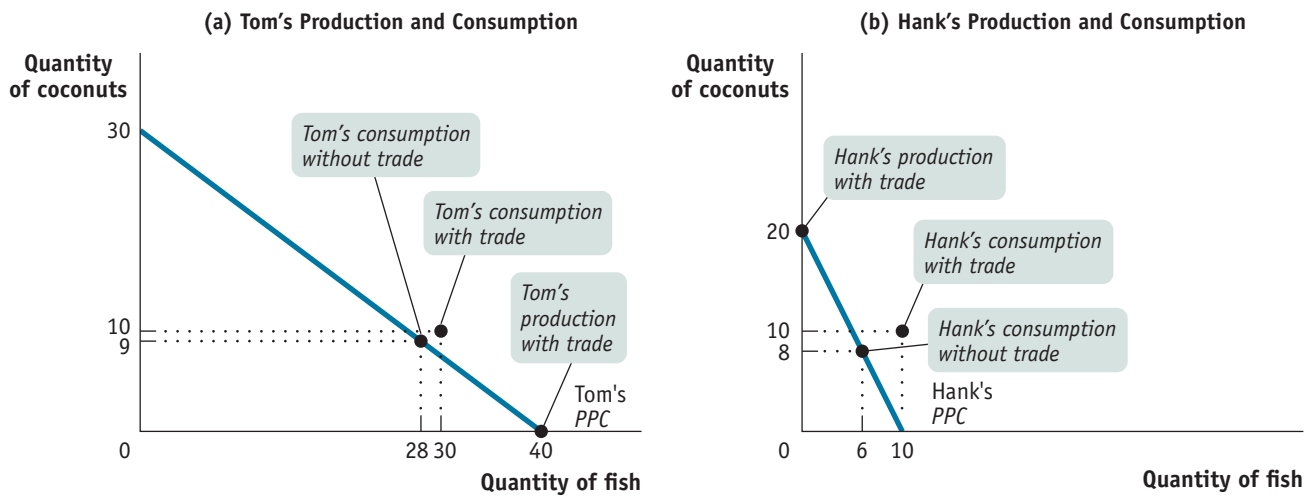 (a) Tom's Production and Consumption
Quantity
of coconuts
30
10
9
0
28 30
40
Quantity of fish
Tom's consumption
without trade
Tom's consumption
with trade
Tom's
production
with trade
Tom's
PPC
(b) Hank's Production and Consumption
Quantity
of coconuts
20
10
8
0
6
10
Quantity of fish
Hank's production
with trade
Hank's consumption
with trade
Hank's consumption
without trade
Hank's
PPC